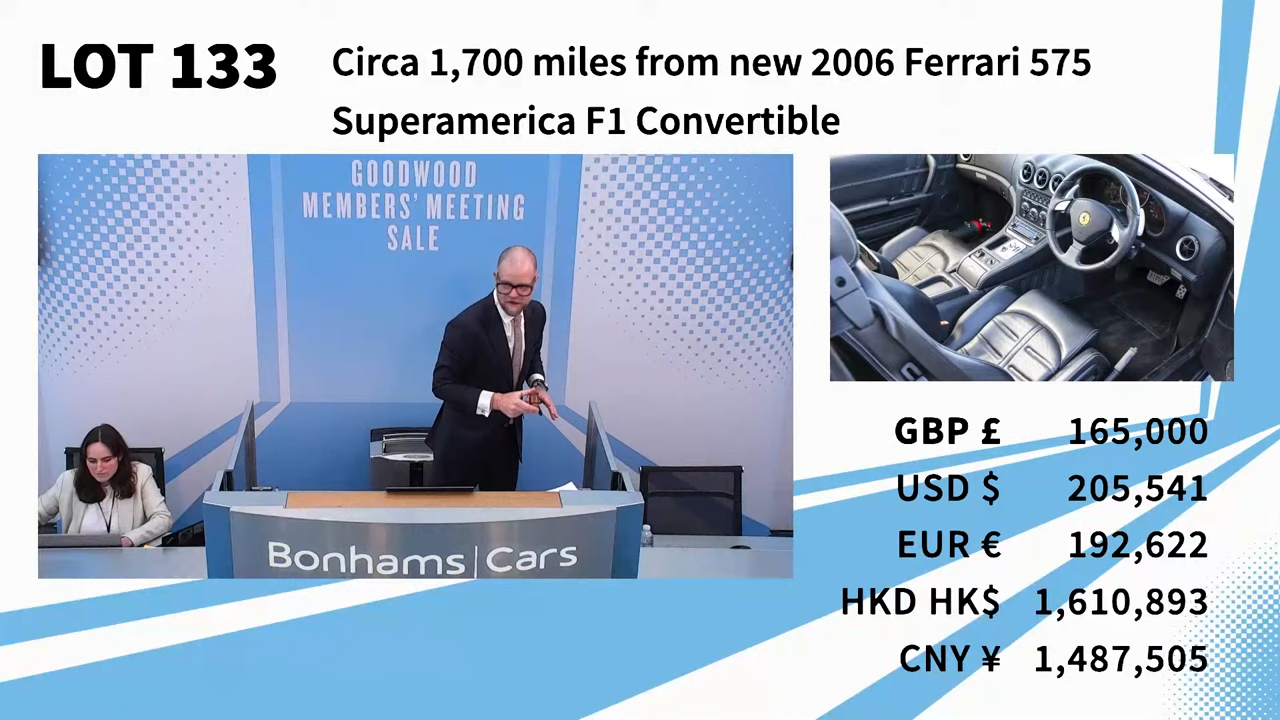 LOT 133
Circa 1,700 miles from new 2006 Ferrari 575
Superamerica F1 Convertible
GOODWOOD
MEMBERS' MEETING
SALE
Bonhamsǀ Cars
GBP £ 165,000
USD $ 205,541
EUR € 192,622
HKD HK$ 1,610,893
CNY ¥ 1,487,505